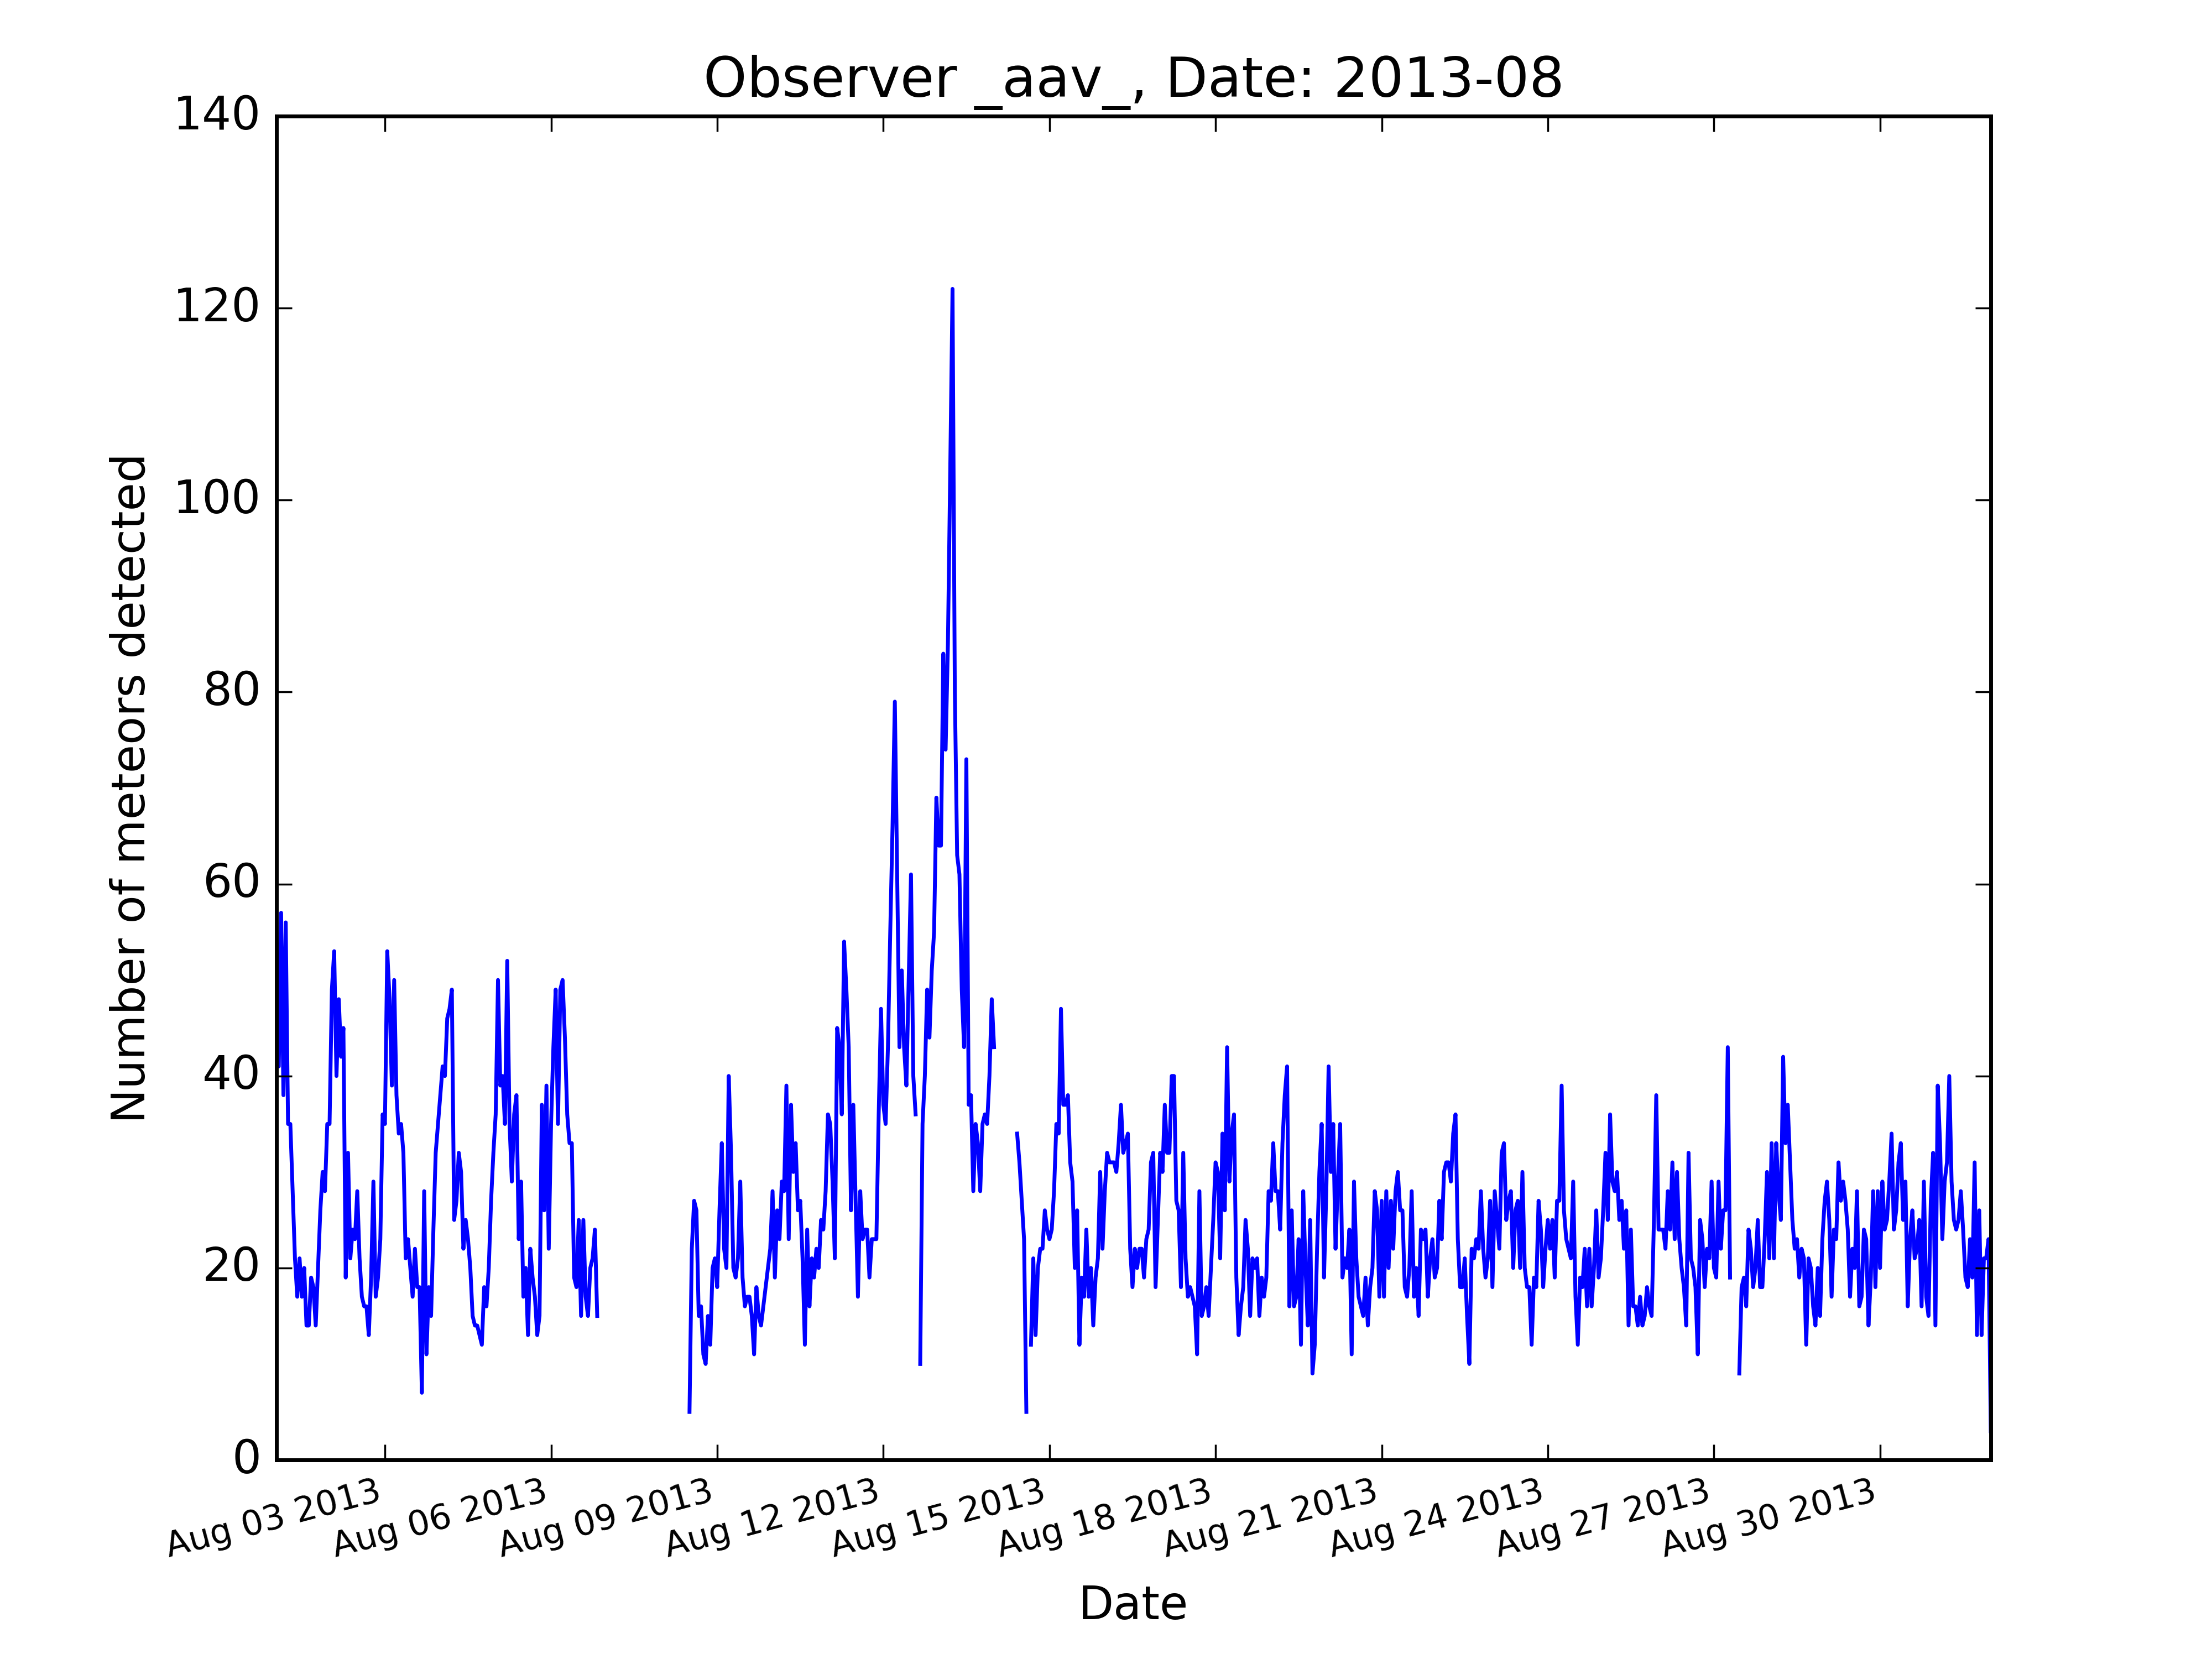 Observer _aav_, Date: 2013-08
Number of meteors detected
140
120
100
80
60
40
20
0
Aug 03 2013
Aug 06 2013
Aug 09 2013
Aug 12 2013
Aug 15 2013
Aug 18 2013
Aug 21 2013
Aug 24 2013
Aug 27 2013
Aug 30 2013
Date